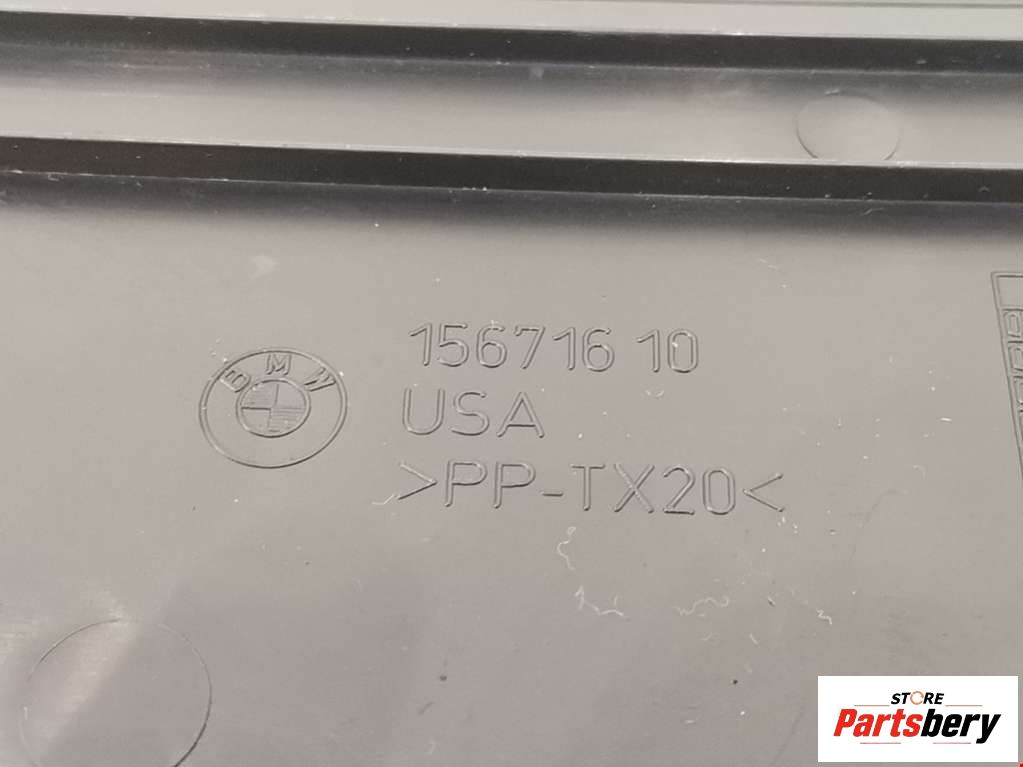 BMW
156716 10
USA
>PP-TX20<
STORE
Partsbery